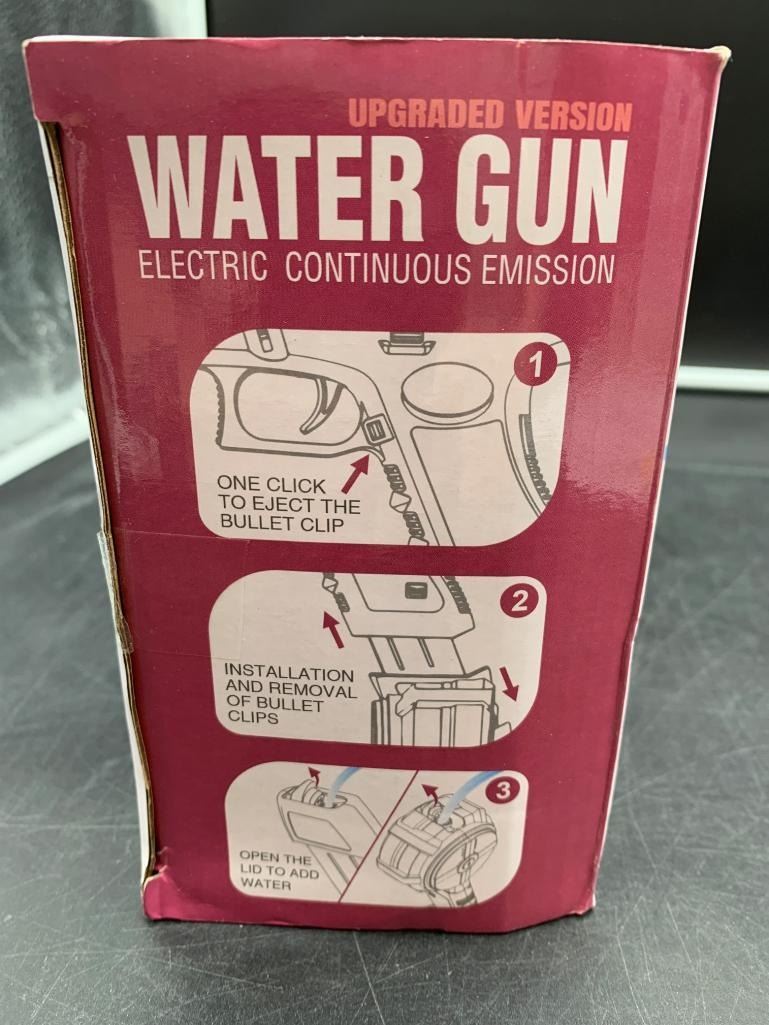 UPGRADED VERSION
WATER GUN
ELECTRIC CONTINUOUS EMISSION
1
ONE CLICK
TO EJECT THE
BULLET CLIP
2
INSTALLATION
AND REMOVAL
OF BULLET
CLIPS
3
OPEN THE
LID TO ADD
WATER